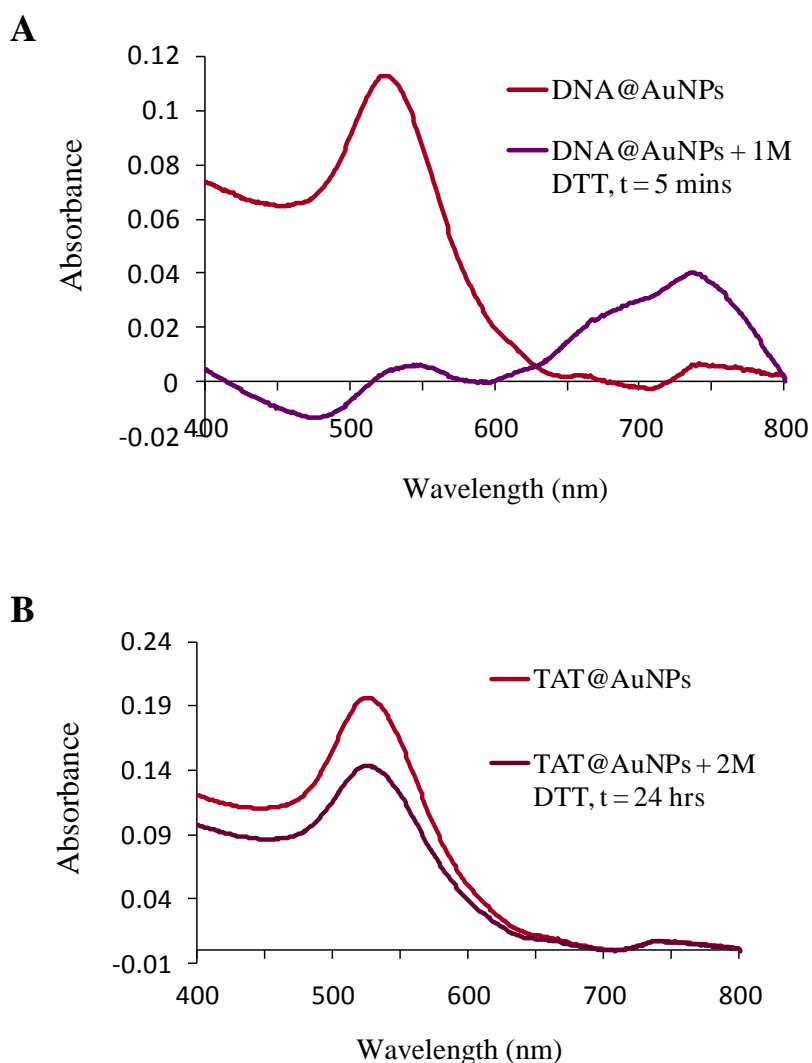 A
0.12
0.1
0.08
0.06
0.04
0.02
0
-0.02
Absorbance
DNA@AuNPs
DNA@AuNPs + 1M
DTT, t = 5 mins
400 500 600 700 800
Wavelength (nm)
B
0.24
0.19
0.14
0.09
0.04
-0.01
Absorbance
TAT@AuNPs
TAT@AuNPs + 2M
DTT, t = 24 hrs
400 500 600 700 800
Wavelength (nm)